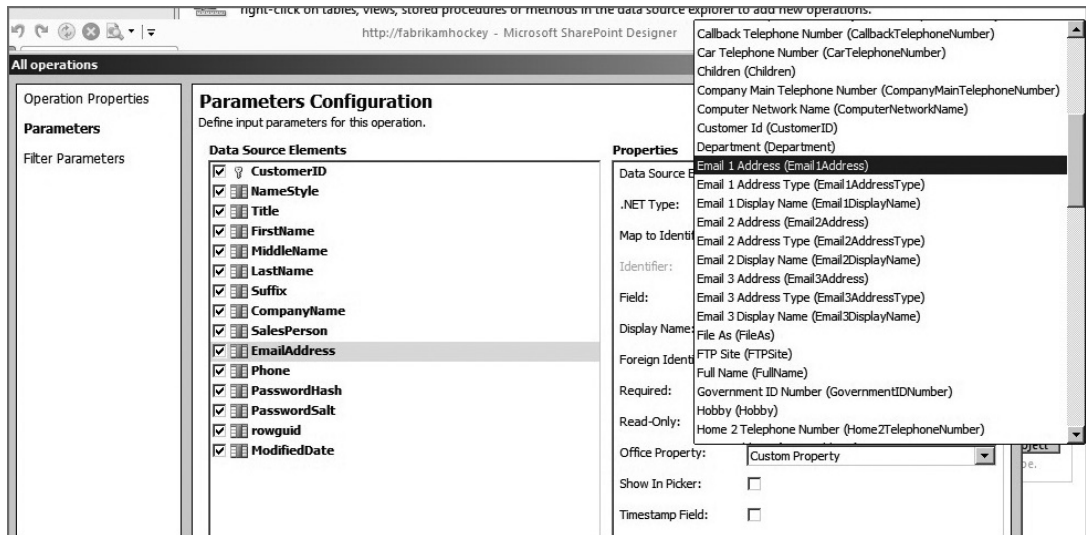 right-click on tables, views, stored procedures or methods in the data source explorer to add new operations.
http://fabrikamhockey - Microsoft SharePoint Designer
All operations
Operation Properties
Parameters
Filter Parameters
Parameters Configuration
Define input parameters for this operation.
Data Source Elements
CustomerID
NameStyle
Title
FirstName
MiddleName
LastName
Suffix
CompanyName
SalesPerson
EmailAddress
Phone
PasswordHash
PasswordSalt
rowguid
ModifiedDate
Properties
Data Source E
.NET Type:
Map to Identif
Identifier:
Field:
Display Name:
Foreign Identi
Required:
Read-Only:
Office Property:
Custom Property
Show In Picker:
Timestamp Field:
Callback Telephone Number (CallbackTelephoneNumber)
Car Telephone Number (CarTelephoneNumber)
Children (Children)
Company Main Telephone Number (CompanyMainTelephoneNumber)
Computer Network Name (ComputerNetworkName)
Customer Id (CustomerID)
Department (Department)
Email 1 Address (Email1Address)
Email 1 Address Type (Email1AddressType)
Email 1 Display Name (Email1DisplayName)
Email 2 Address (Email2Address)
Email 2 Address Type (Email2AddressType)
Email 2 Display Name (Email2DisplayName)
Email 3 Address (Email3Address)
Email 3 Address Type (Email3AddressType)
Email 3 Display Name (Email3DisplayName)
File As (FileAs)
FTP Site (FTPSite)
Full Name (FullName)
Government ID Number (GovernmentIDNumber)
Hobby (Hobby)
Home 2 Telephone Number (Home2TelephoneNumber)